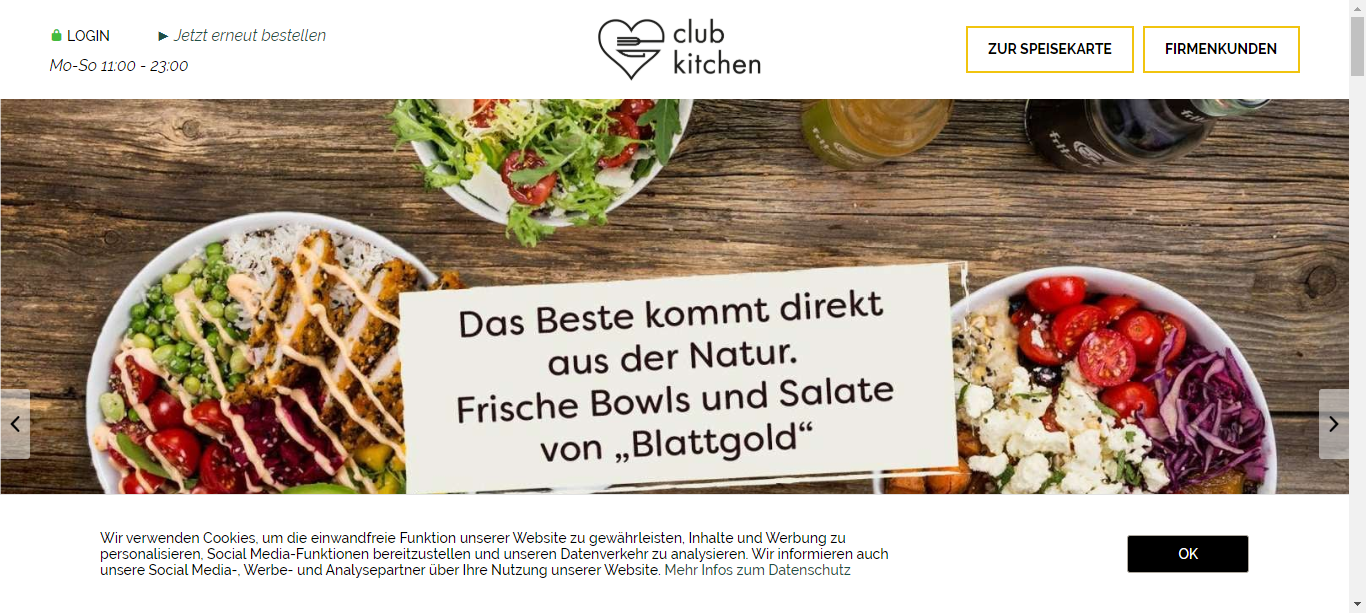 LOGIN
► Jetzt erneut bestellen
Mo-So 11:00 - 23:00
club
kitchen
ZUR SPEISEKARTE
FIRMENKUNDEN
fritz
Das Beste kommt direkt
aus der Natur.
Frische Bowls und Salate
von „Blattgold“
Wir verwenden Cookies, um die einwandfreie Funktion unserer Website zu gewährleisten, Inhalte und Werbung zu
personalisieren, Social Media-Funktionen bereitzustellen und unseren Datenverkehr zu analysieren. Wir informieren auch
unsere Social Media-, Werbe- und Analysepartner über Ihre Nutzung unserer Website. Mehr Infos zum Datenschutz
OK